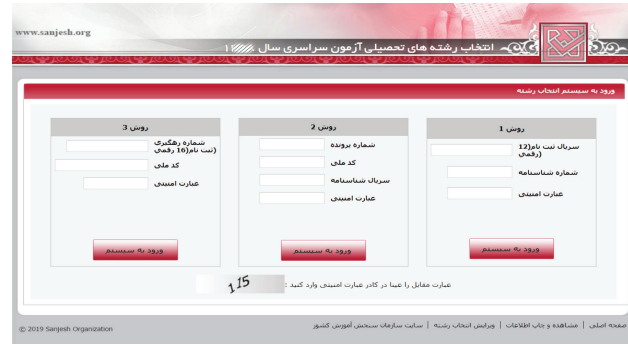 www.sanjesh.org
انتخاب رشته های تحصیلی آزمون سراسری سال
ورود به سیستم انتخاب رشته
روش 1
سریال ثبت نام(12
رقمی)
شماره شناسنامه
عبارت امنیتی
ورود به سیستم
روش 2
شماره پرونده
کد ملی
سریال شناسنامه
عبارت امنیتی
ورود به سیستم
روش 3
شماره رهگیری
ثبت نام(16 رقمی)
کد ملی
عبارت امنیتی
ورود به سیستم
عبارت مقابل را عینا در کادر عبارت امنیتی وارد کنید :
صفحه اصلی | مشاهده و چاپ اطلاعات | ویرایش انتخاب رشته | سایت سازمان سنجش آموزش کشور
© 2019 Sanjesh Organization